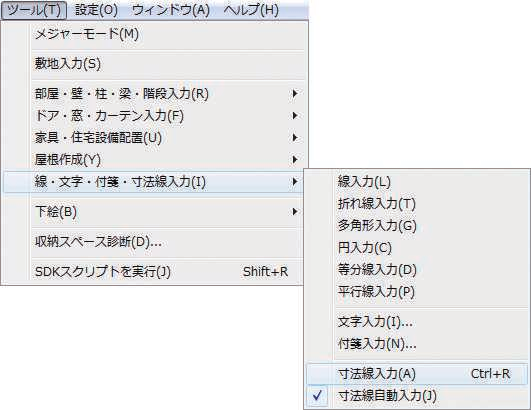 ツール(T) 設定(O) ウィンドウ(A) ヘルプ(H)
メジャーモード(M)
敷地入力(S)
部屋・壁・柱・梁・階段入力(R)
ドア・窓・カーテン入力(F)
家具・住宅設備配置(U)
屋根作成(Y)
線・文字・付箋・寸法線入力(I)
下絵(B)
収納スペース診断(D)...
SDKスクリプトを実行(J) Shift+R
線入力(L)
折れ線入力(T)
多角形入力(G)
円入力(C)
等分線入力(D)
平行線入力(P)
文字入力(I)...
付箋入力(N)...
寸法線入力(A) Ctrl+R
寸法線自動入力(J)